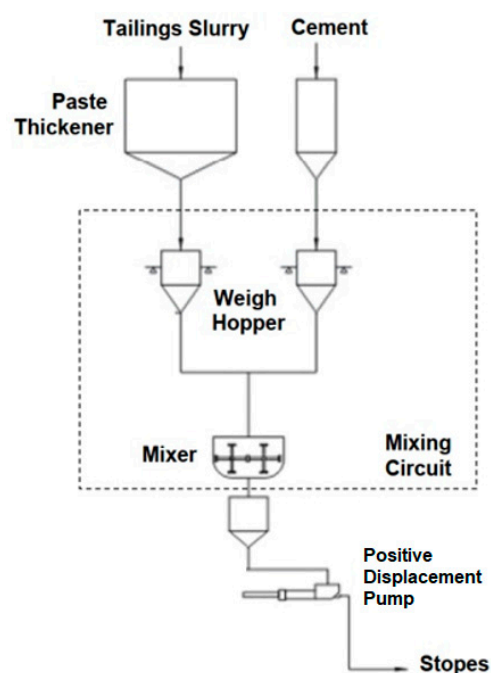 Tailings Slurry
Cement
Paste
Thickener
Weigh
Hopper
Mixer
Mixing
Circuit
Positive
Displacement
Pump
Stopes